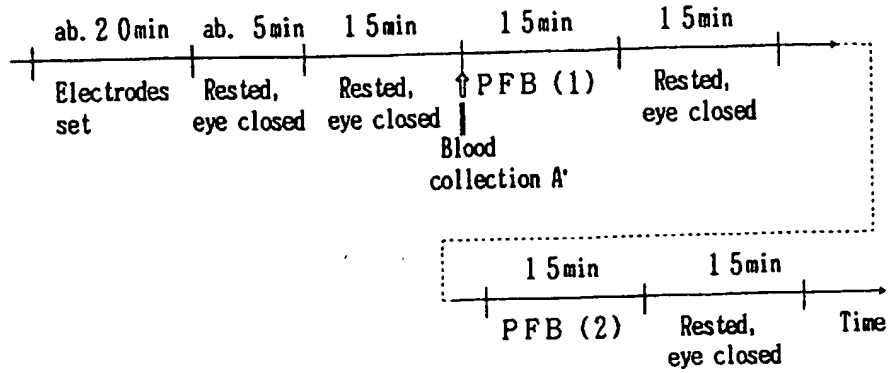 ab. 20min ab. 5min 15min 15min 15min
Electrodes set
Rested, eye closed
Rested, eye closed
PFB (1)
Rested, eye closed
Blood
collection A'
15min 15min
PFB (2)
Rested, eye closed
Time